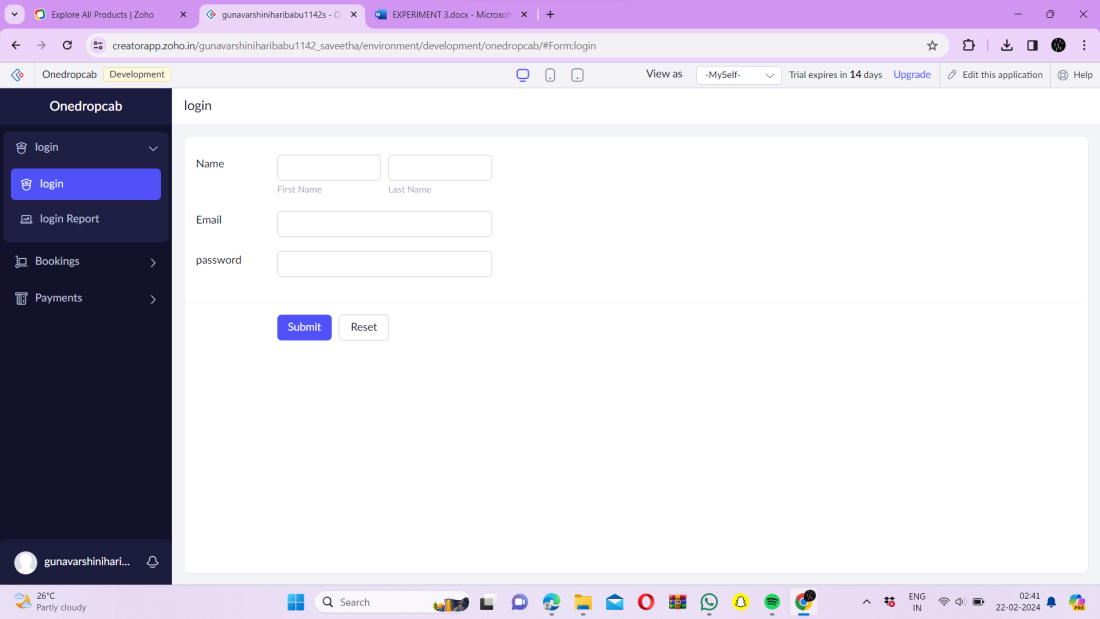 Explore All Products | Zoho
gunavarshiniharibabu1142s - O
EXPERIMENT 3.docx - Microsoft
creatorapp.zoho.in/gunavarshiniharibabu1142_saveetha/environment/development/onedropcab/#Form:login
Onedropcab Development
View as -MySelf- Trial expires in 14 days Upgrade Edit this application Help
Onedropcab
login
login
login
login Report
Bookings
Payments
Name
First Name Last Name
Email
password
Submit Reset
gunavarshinihari...
26°C
Partly cloudy
Search
ENG
IN
02:41
22-02-2024
PRE